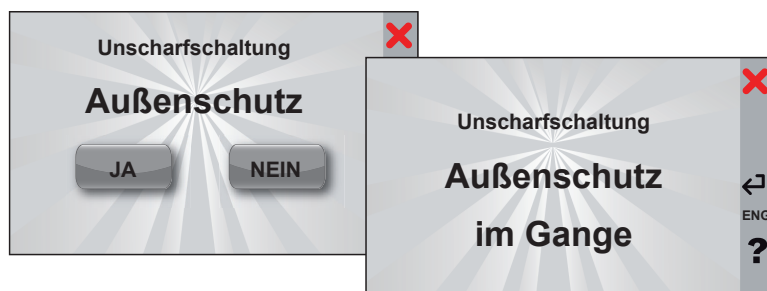 Unscharfschaltung
Außenschutz
JA NEIN
Unscharfschaltung
Außenschutz
im Gange
ENG
?